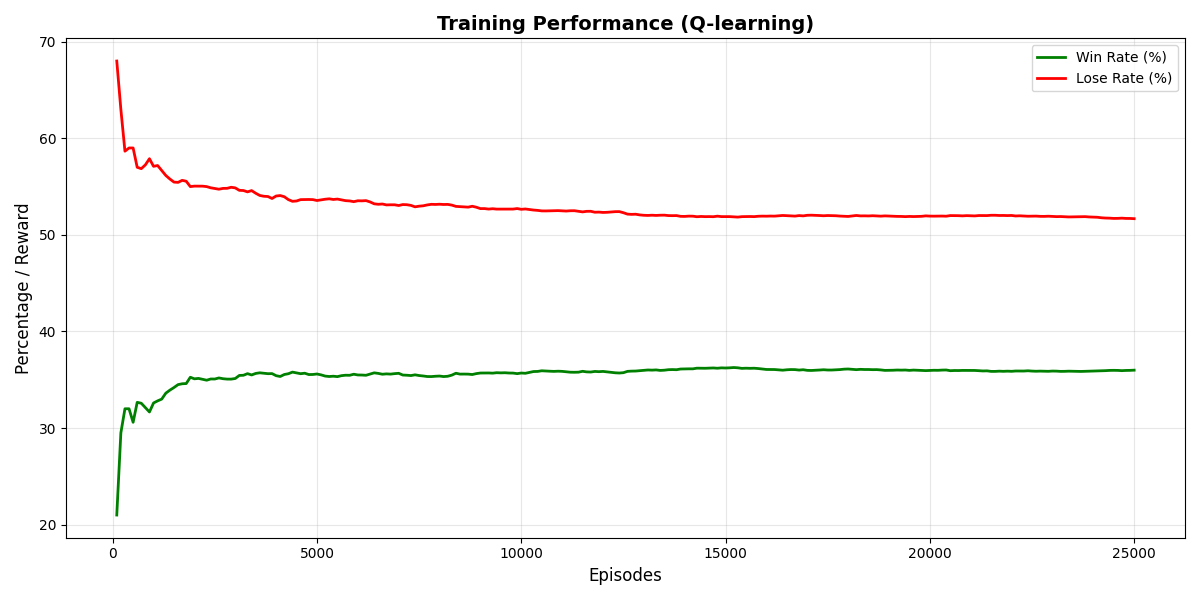 Training Performance (Q-learning)
Win Rate (%)
Lose Rate (%)
Percentage / Reward
70
60
50
40
30
20
0
5000
10000
15000
20000
25000
Episodes